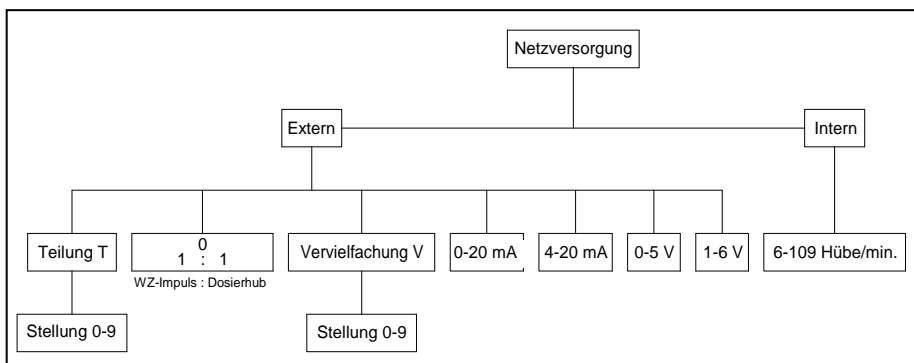 Netzversorgung
Extern
Intern
Teilung T
0
1 : 1
WZ-Impuls : Dosierhub
Vervielfachung V
0-20 mA
4-20 mA
0-5 V
1-6 V
6-109 Hübe/min.
Stellung 0-9
Stellung 0-9